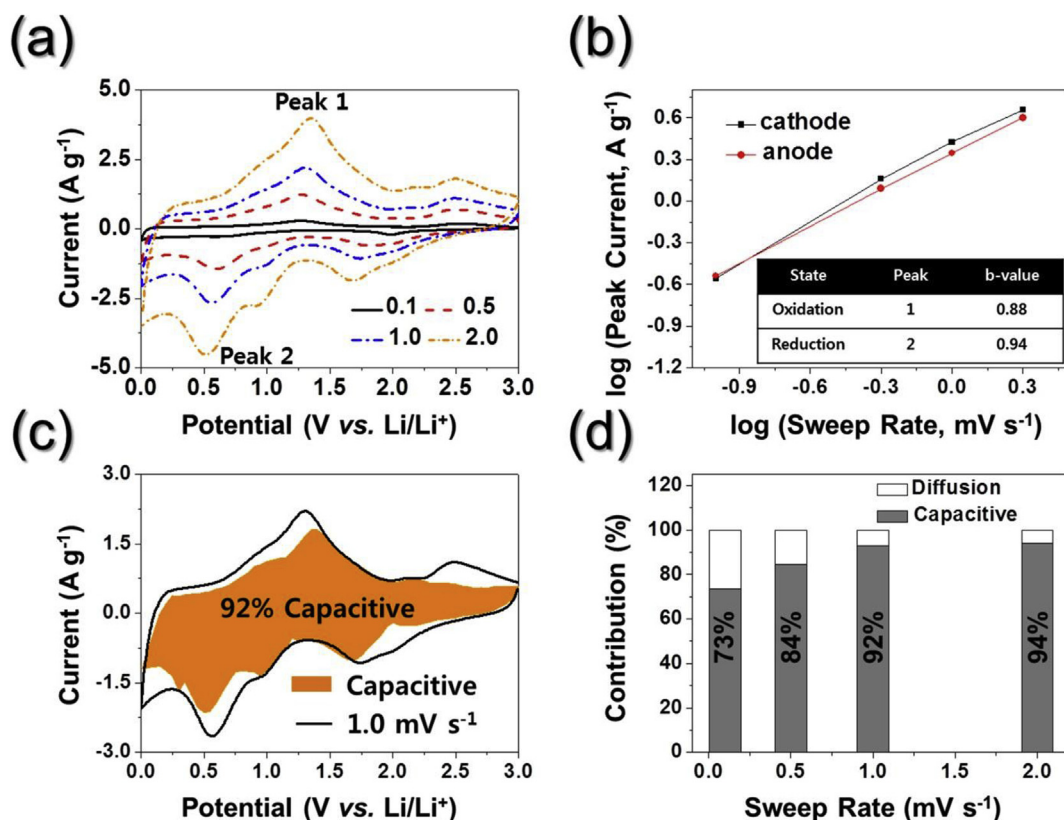 (a)
5.0
2.5
0.0
-2.5
-5.0
Current (A g⁻¹)
Peak 1
Peak 2
0.1
0.5
1.0
2.0
0.0 0.5 1.0 1.5 2.0 2.5 3.0
Potential (V vs. Li/Li⁺)
(b)
0.6
0.3
0.0
-0.3
-0.6
-0.9
-1.2
log (Peak Current, A g⁻¹)
cathode
anode
State Peak b-value
Oxidation 1 0.88
Reduction 2 0.94
-0.9 -0.6 -0.3 0.0 0.3
log (Sweep Rate, mV s⁻¹)
(c)
3.0
1.5
0.0
-1.5
-3.0
Current (A g⁻¹)
92% Capacitive
Capacitive
1.0 mV s⁻¹
0.0 0.5 1.0 1.5 2.0 2.5 3.0
Potential (V vs. Li/Li⁺)
(d)
120
100
80
60
40
20
0
Contribution (%)
Diffusion
Capacitive
73%
84%
92%
94%
0.0 0.5 1.0 1.5 2.0
Sweep Rate (mV s⁻¹)